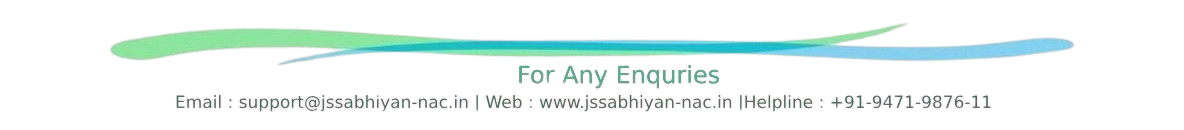 For Any Enquries
Email : support@jssabhiyan-nac.in | Web : www.jssabhiyan-nac.in |Helpline : +91-9471-9876-11